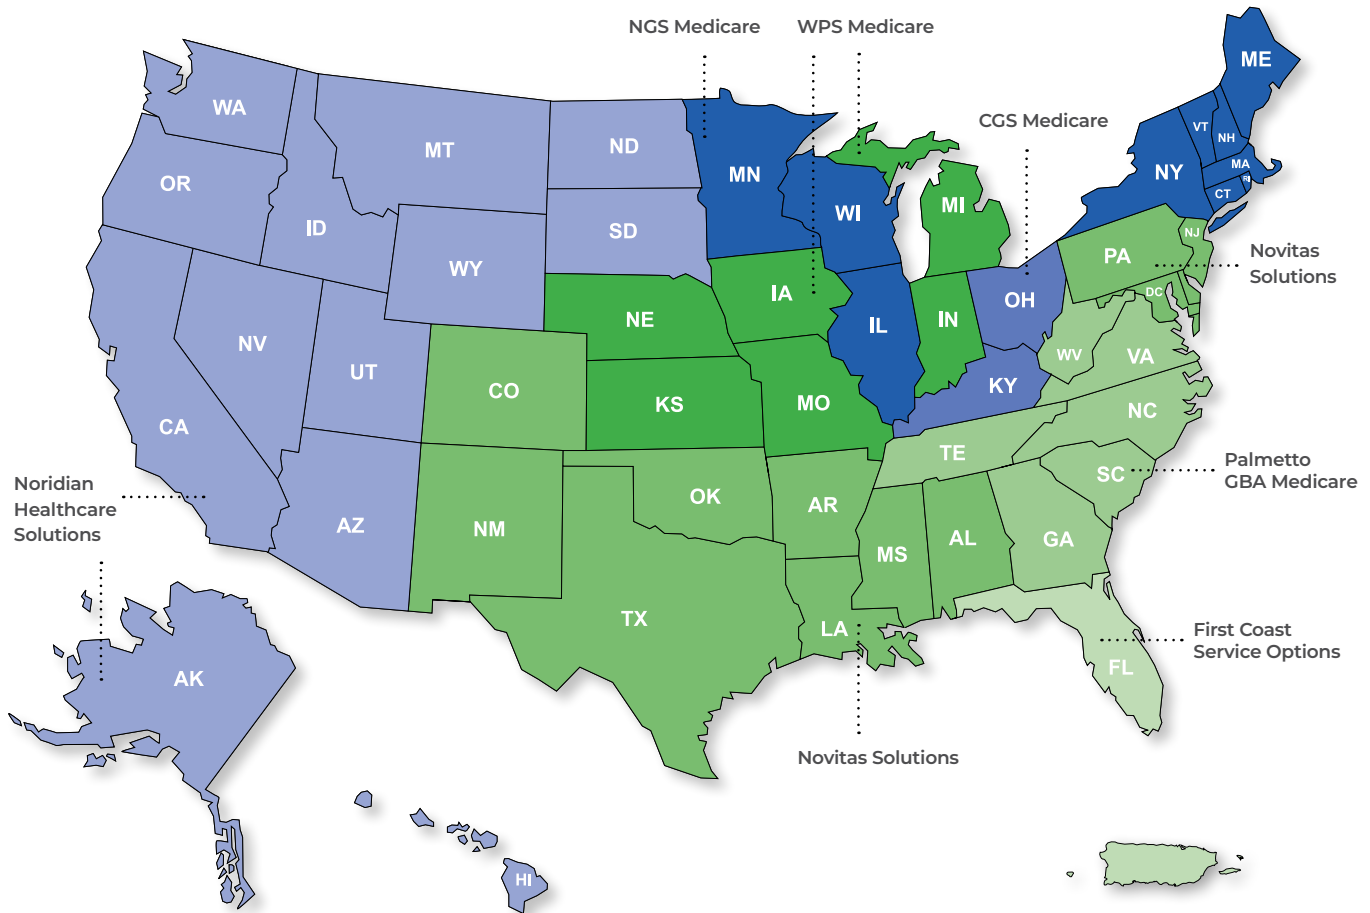 NGS Medicare
WPS Medicare
ME
WA
CGS Medicare
VT
NH
MT
ND
MN
OR
NY
MA
RI
CT
WI
MI
ID
SD
NJ
Novitas
Solutions
WY
PA
IA
DC
OH
NE
IL
IN
NV
WV
VA
UT
CO
KY
KS
MO
NC
CA
TE
Noridian
Healthcare
Solutions
SC
Palmetto
GBA Medicare
OK
AR
AZ
NM
MS
AL
GA
TX
LA
First Coast
Service Options
FL
AK
Novitas Solutions
HI